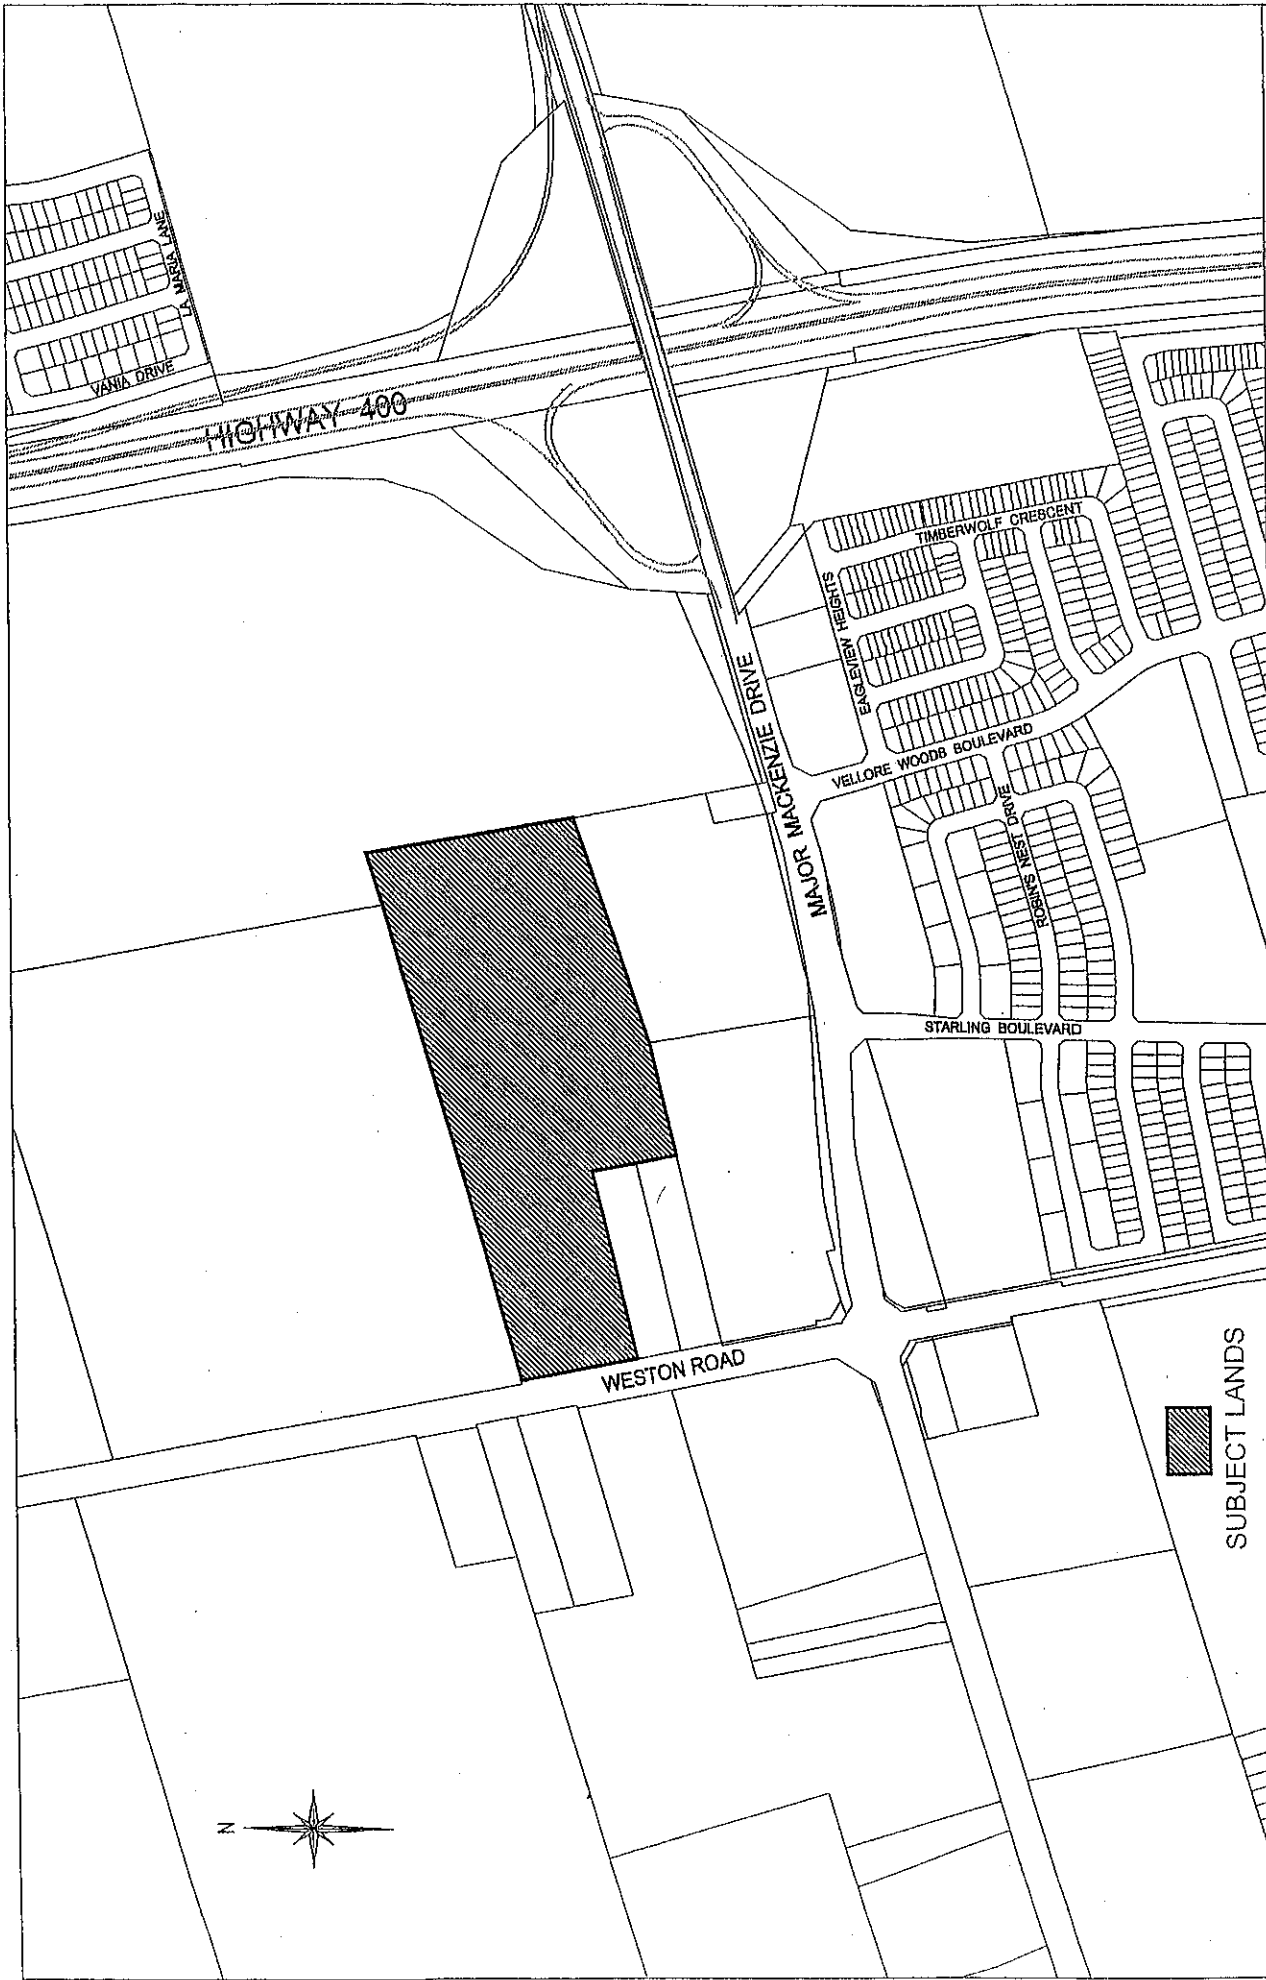 LA MARIA LANE
VANIA DRIVE
HIGHWAY 400
TIMBERWOLF CRESCENT
EAGLEVIEW HEIGHTS
MAJOR MACKENZIE DRIVE
VELLORE WOODS BOULEVARD
ROBINS NEST DRIVE
STARLING BOULEVARD
WESTON ROAD
SUBJECT LANDS
N